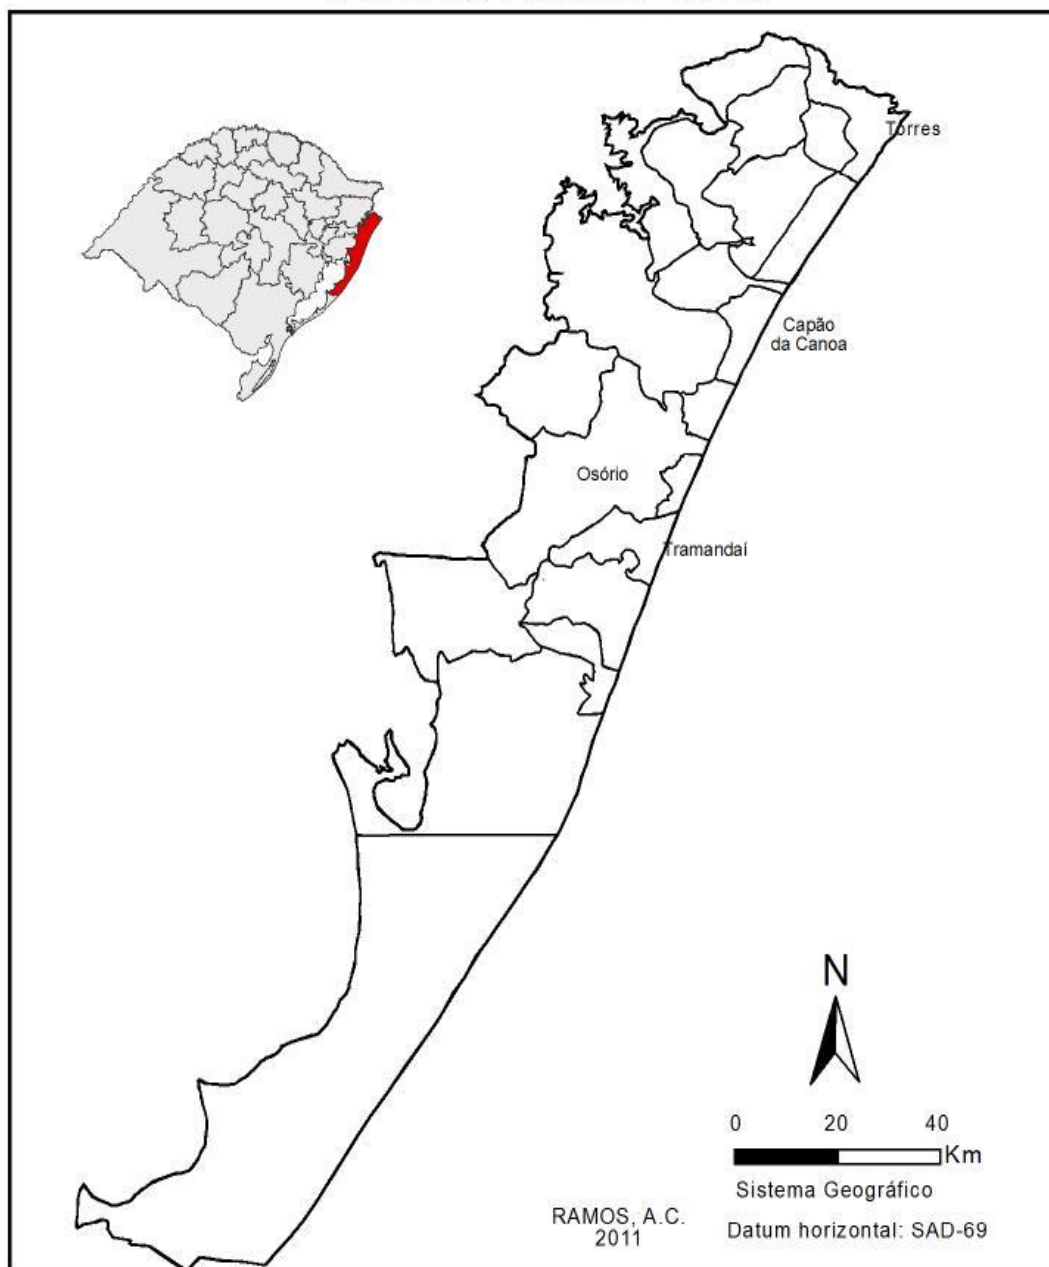 Torres
Capão
da Canoa
Osório
Tramandaí
N
0 20 40
Km
Sistema Geográfico
RAMOS, A.C.
2011
Datum horizontal: SAD-69